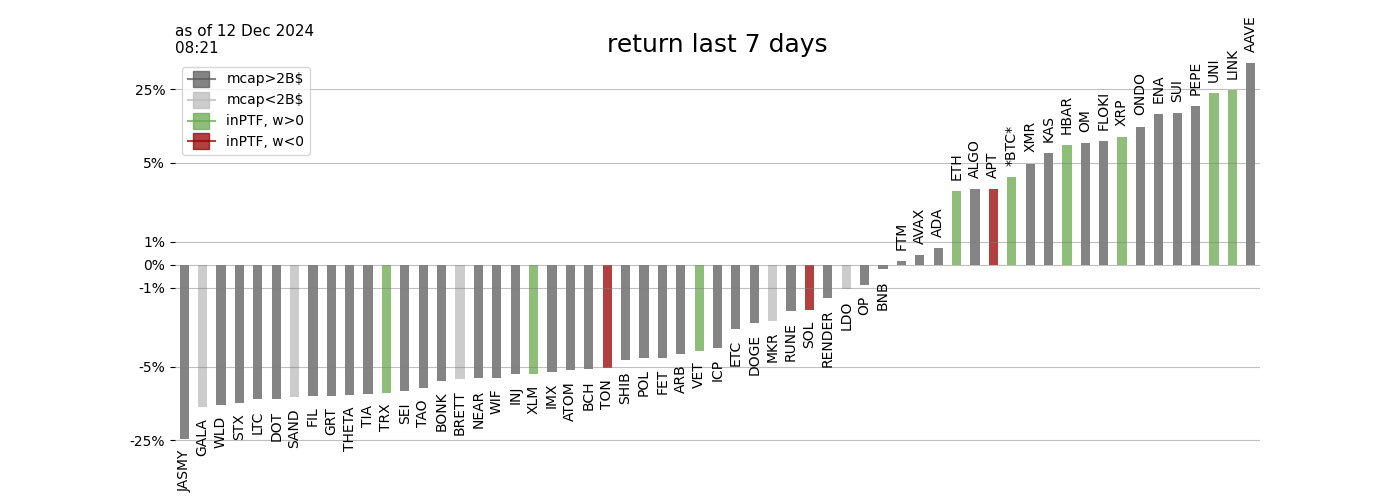 as of 12 Dec 2024
08:21
return last 7 days
mcap>2B$
mcap<2B$
inPTF, w>0
inPTF, w<0
25%
5%
1%
0%
-1%
-5%
-25%
JASMY
GALA
WLD
STX
LTC
DOT
SAND
FIL
GRT
THETA
TIA
TRX
SEI
TAO
BONK
BRETT
NEAR
WIF
INJ
XLM
IMX
ATOM
BCH
TON
SHIB
POL
FET
ARB
VET
ICP
ETC
DOGE
MKR
RUNE
SOL
RENDER
LDO
OP
BNB
FTM
AVAX
ADA
ETH
ALGO
APT
*BTC*
XMR
KAS
HBAR
OM
FLOKI
XRP
ONDO
ENA
SUI
PEPE
UNI
LINK
AAVE